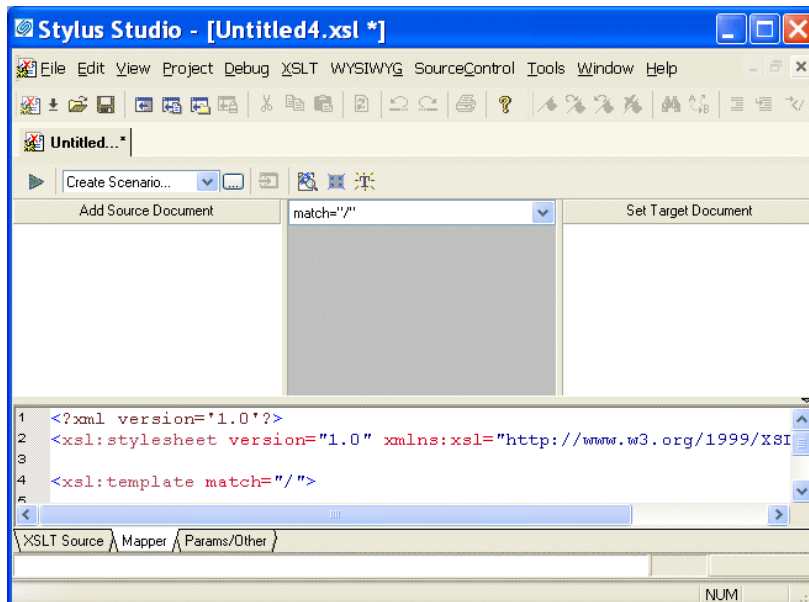 Stylus Studio - [Untitled4.xsl *]
File Edit View Project Debug XSLT WYSIWYG SourceControl Tools Window Help
Untitled...*
Create Scenario...
Add Source Document
match="/"
Set Target Document
1 <?xml version='1.0'?>
2 <xsl:stylesheet version="1.0" xmlns:xsl="http://www.w3.org/1999/XSL
3
4 <xsl:template match="/">
5
XSLT Source Mapper Params/Other
NUM